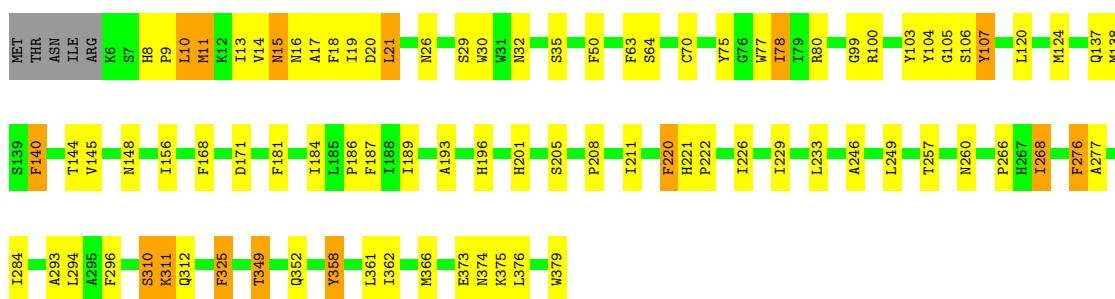 MET THR ASN ILE ARG K6 S7 H8 P9 L10 M11 K12 I13 V14 N15 N16 A17 F18 I19 D20 L21 N26 S29 W30 W31 N32 S35 F50 F63 S64 C70 Y75 G76 W77 I78 I79 R80 G99 R100 Y103 Y104 G105 S106 Y107 L120 M124 Q137 M138
S139 F140 T144 V145 N148 I156 F168 D171 F181 I184 L185 P186 F187 I188 I189 A193 H196 H201 S205 P208 I211 F220 H221 P222 I226 I229 L233 A246 L249 T257 N260 P266 H267 I268 F276 A277
I284 A293 L294 A295 F296 S310 K311 Q312 F325 T349 Q352 Y358 L361 I362 M366 E373 N374 K375 L376 W379